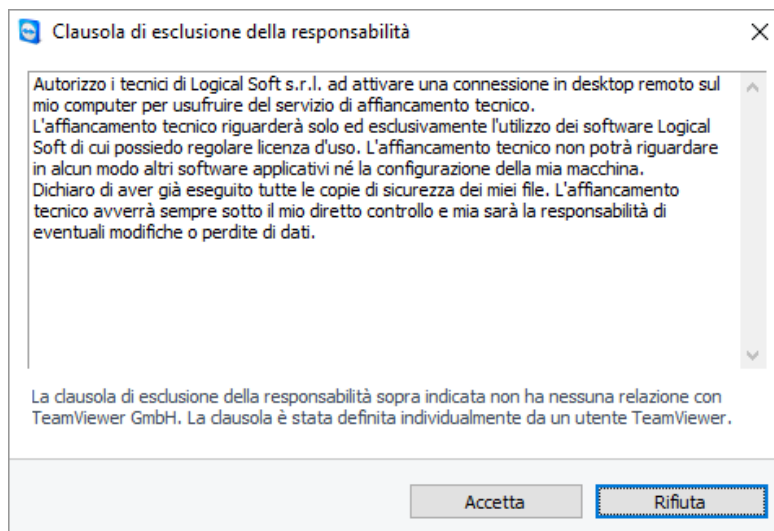 Clausola di esclusione della responsabilità
Autorizzo i tecnici di Logical Soft s.r.l. ad attivare una connessione in desktop remoto sul
mio computer per usufruire del servizio di affiancamento tecnico.
L'affiancamento tecnico riguarderà solo ed esclusivamente l'utilizzo dei software Logical
Soft di cui possiedo regolare licenza d'uso. L'affiancamento tecnico non potrà riguardare
in alcun modo altri software applicativi né la configurazione della mia macchina.
Dichiaro di aver già eseguito tutte le copie di sicurezza dei miei file. L'affiancamento
tecnico avverrà sempre sotto il mio diretto controllo e mia sarà la responsabilità di
eventuali modifiche o perdite di dati.
La clausola di esclusione della responsabilità sopra indicata non ha nessuna relazione con
TeamViewer GmbH. La clausola è stata definita individualmente da un utente TeamViewer.
Accetta
Rifiuta